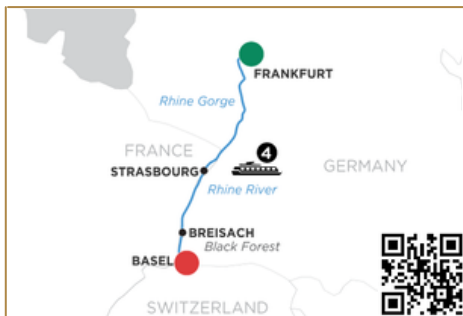 FRANKFURT
Rhine Gorge
FRANCE
4
STRASBOURG
GERMANY
Rhine River
BREISACH
Black Forest
BASEL
SWITZERLAND